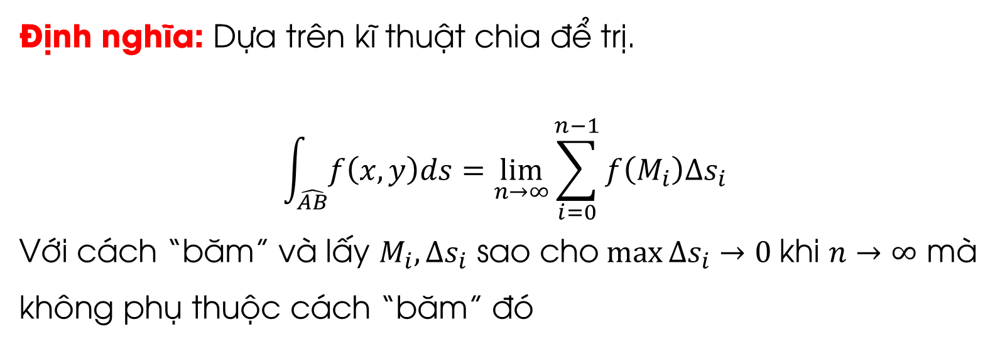 Định nghĩa: Dựa trên kĩ thuật chia để trị.
$\int_{\widehat{AB}} f(x,y)ds = \lim_{n\to\infty} \sum_{i=0}^{n-1} f(M_i)\Delta s_i$
Với cách “băm” và lấy $M_i, \Delta s_i$ sao cho $\max \Delta s_i \to 0$ khi $n \to \infty$ mà
không phụ thuộc cách “băm” đó